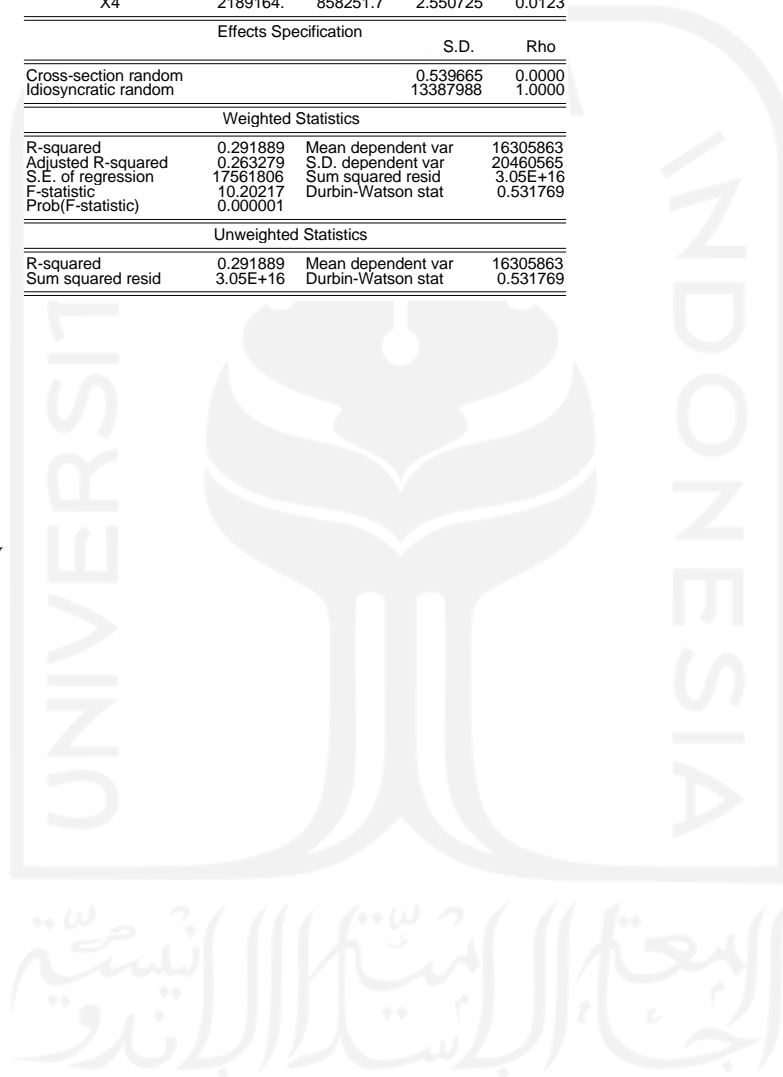 X4 2189164. 858251.7 2.550725 0.0123
Effects Specification
S.D. Rho
Cross-section random 0.539665 0.0000
Idiosyncratic random 13387988 1.0000
Weighted Statistics
R-squared 0.291889 Mean dependent var 16305863
Adjusted R-squared 0.263279 S.D. dependent var 20460565
S.E. of regression 17561806 Sum squared resid 3.05E+16
F-statistic 10.20217 Durbin-Watson stat 0.531769
Prob(F-statistic) 0.000001
Unweighted Statistics
R-squared 0.291889 Mean dependent var 16305863
Sum squared resid 3.05E+16 Durbin-Watson stat 0.531769
UNIVERSIT
INDONESIA